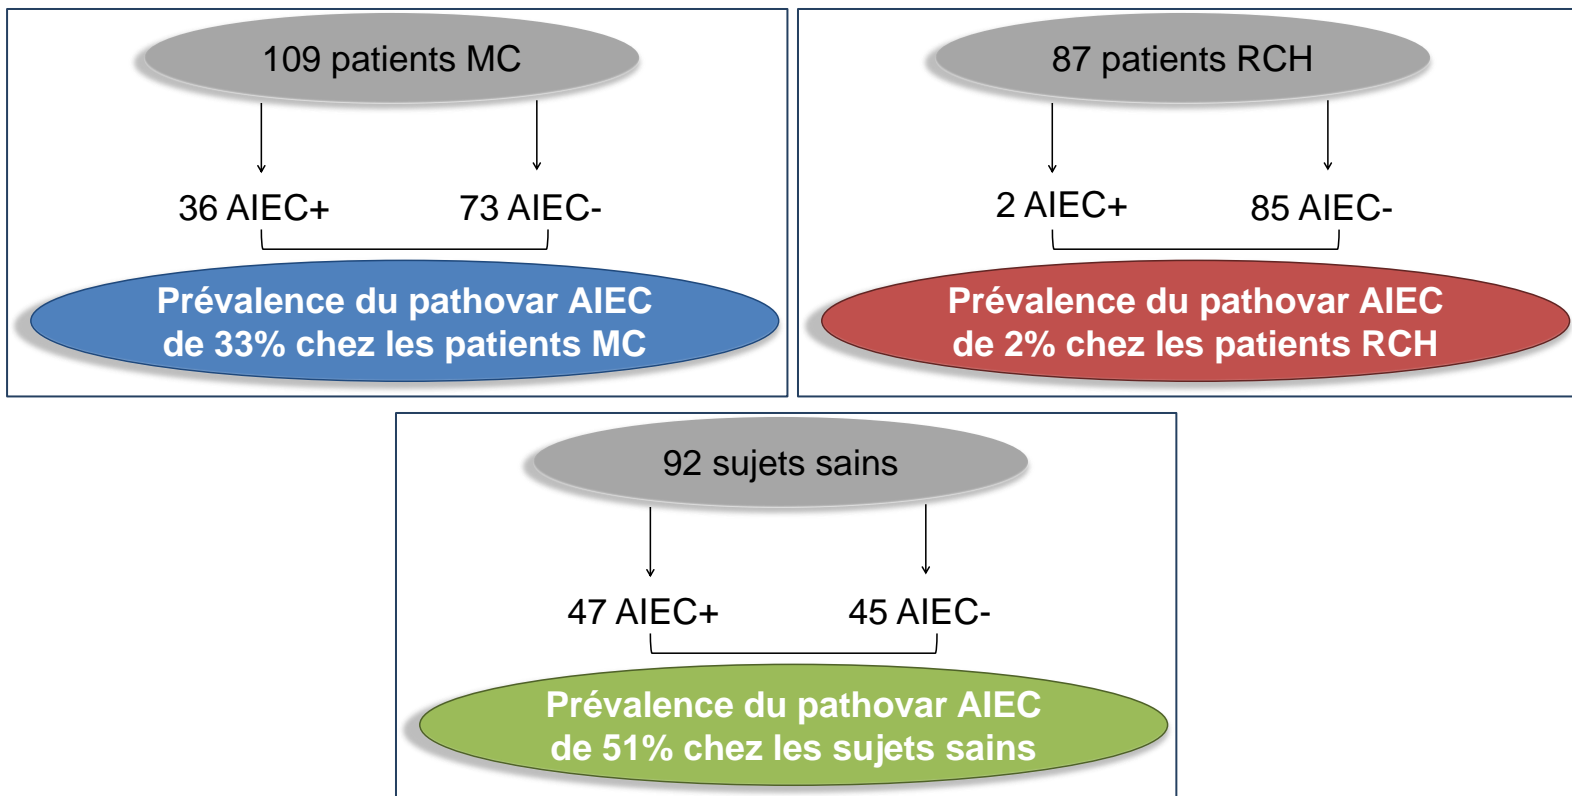 109 patients MC
36 AIEC+
73 AIEC-
Prévalence du pathovar AIEC
de 33% chez les patients MC
87 patients RCH
2 AIEC+
85 AIEC-
Prévalence du pathovar AIEC
de 2% chez les patients RCH
92 sujets sains
47 AIEC+
45 AIEC-
Prévalence du pathovar AIEC
de 51% chez les sujets sains